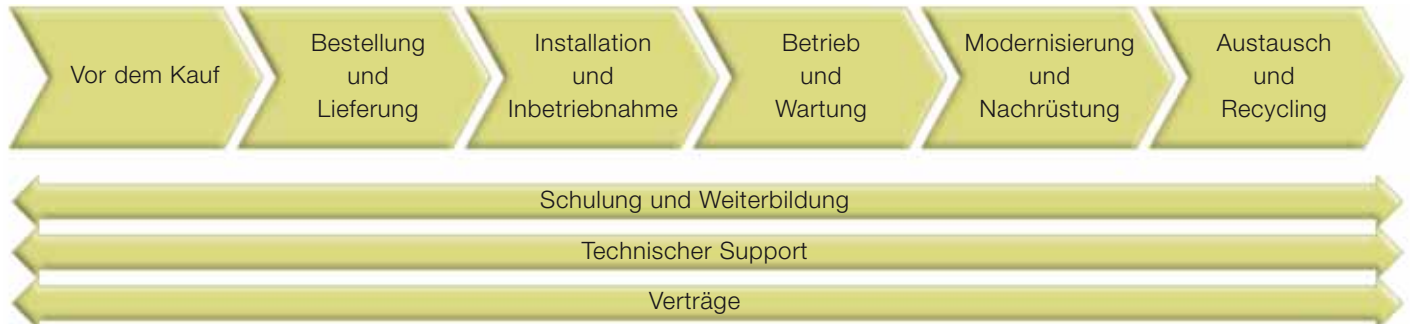 Vor dem Kauf
Bestellung
und
Lieferung
Installation
und
Inbetriebnahme
Betrieb
und
Wartung
Modernisierung
und
Nachrüstung
Austausch
und
Recycling
Schulung und Weiterbildung
Technischer Support
Verträge